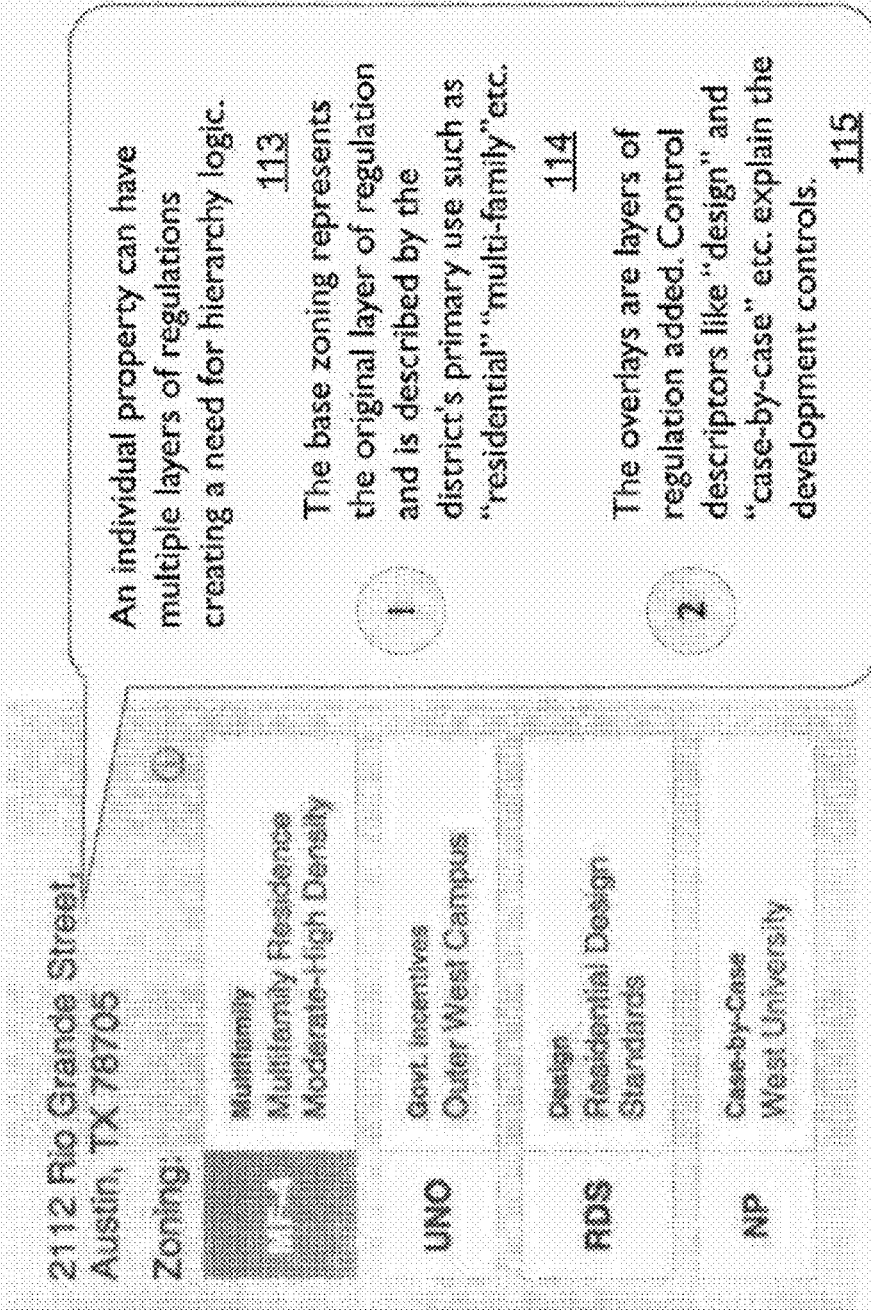 2112 Rio Grande Street,
Austin, TX 78705
Zoning:
Multifamily
Multifamily Residence
Moderate-High Density
UNO
Govt. Incentives
Outer West Campus
RDS
Design
Residential Design
Standards
NP
Case-by-Case
West University
An individual property can have
multiple layers of regulations
creating a need for hierarchy logic.
113
1
The base zoning represents
the original layer of regulation
and is described by the
district's primary use such as
“residential” “multi-family”etc.
114
2
The overlays are layers of
regulation added. Control
descriptors like “design” and
“case-by-case” etc. explain the
development controls.
115